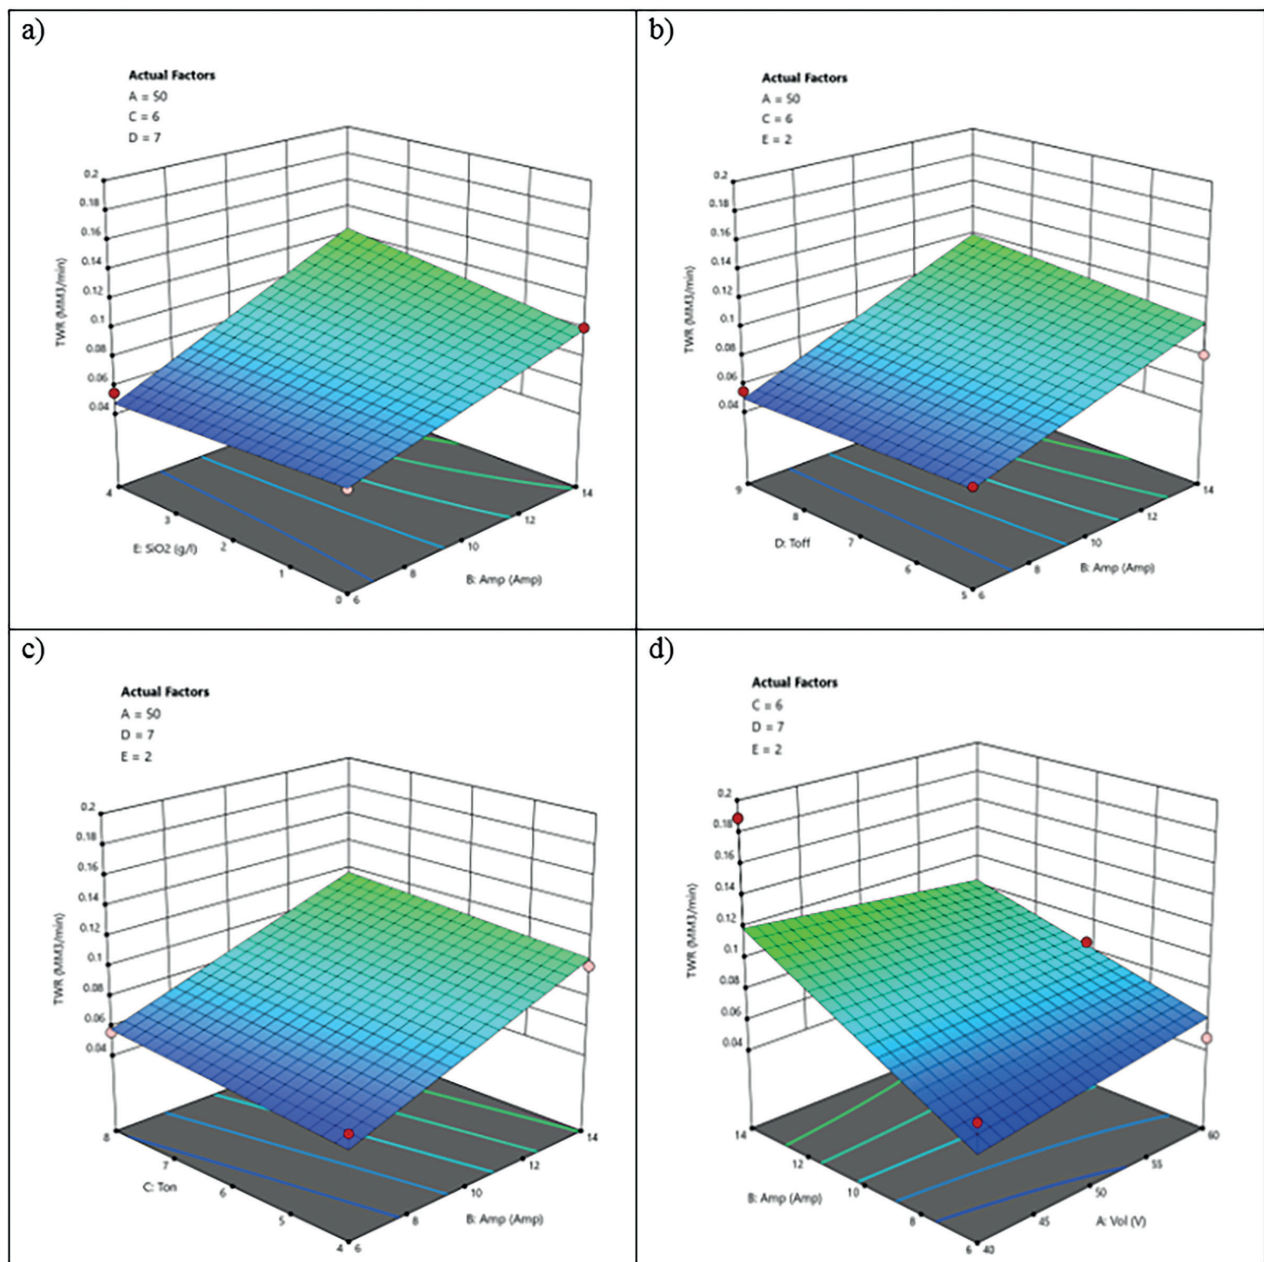 a)
Actual Factors
A = 50
C = 6
D = 7
0.2
0.18
0.16
0.14
0.12
0.1
0.08
0.06
0.04
TWR (MM3/min)
4
3
2
1
0
E: SiO2 (g/l)
6
8
10
12
14
B: Amp (Amp)
b)
Actual Factors
A = 50
C = 6
E = 2
0.2
0.18
0.16
0.14
0.12
0.1
0.08
0.06
0.04
TWR (MM3/min)
9
8
7
6
5
D: Toff
6
8
10
12
14
B: Amp (Amp)
c)
Actual Factors
A = 50
D = 7
E = 2
0.2
0.18
0.16
0.14
0.12
0.1
0.08
0.06
0.04
TWR (MM3/min)
8
7
6
5
4
C: Ton
6
8
10
12
14
B: Amp (Amp)
d)
Actual Factors
C = 6
D = 7
E = 2
0.2
0.18
0.16
0.14
0.12
0.1
0.08
0.06
0.04
TWR (MM3/min)
14
12
10
8
6
B: Amp (Amp)
40
45
50
55
60
A: Vol (V)